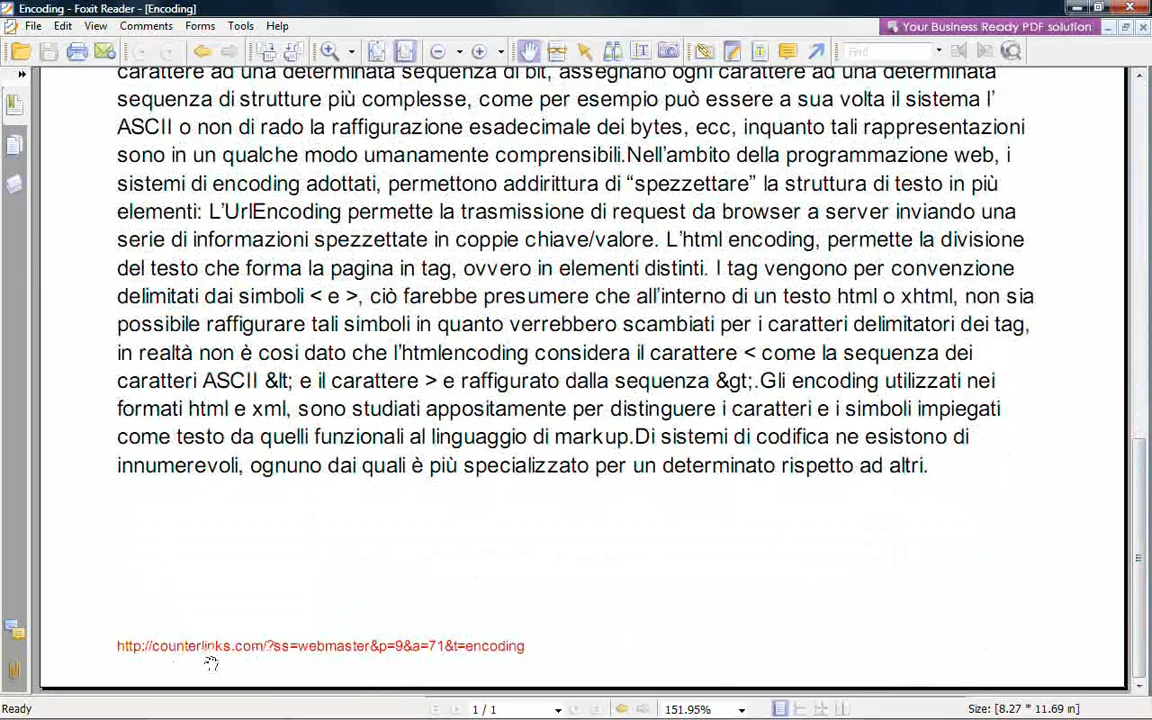 Encoding - Foxit Reader - [Encoding]
File Edit View Comments Forms Tools Help
Your Business Ready PDF solution
Find
carattere ad una determinata sequenza di bit, assegnano ogni carattere ad una determinata
sequenza di strutture più complesse, come per esempio può essere a sua volta il sistema l’
ASCII o non di rado la raffigurazione esadecimale dei bytes, ecc, inquanto tali rappresentazioni
sono in un qualche modo umanamente comprensibili.Nell’ambito della programmazione web, i
sistemi di encoding adottati, permettono addirittura di “spezzettare” la struttura di testo in più
elementi: L’UrlEncoding permette la trasmissione di request da browser a server inviando una
serie di informazioni spezzettate in coppie chiave/valore. L’html encoding, permette la divisione
del testo che forma la pagina in tag, ovvero in elementi distinti. I tag vengono per convenzione
delimitati dai simboli < e >, ciò farebbe presumere che all’interno di un testo html o xhtml, non sia
possibile raffigurare tali simboli in quanto verrebbero scambiati per i caratteri delimitatori dei tag,
in realtà non è cosi dato che l’htmlencoding considera il carattere < come la sequenza dei
caratteri ASCII &lt; e il carattere > e raffigurato dalla sequenza &gt;.Gli encoding utilizzati nei
formati html e xml, sono studiati appositamente per distinguere i caratteri e i simboli impiegati
come testo da quelli funzionali al linguaggio di markup.Di sistemi di codifica ne esistono di
innumerevoli, ognuno dai quali è più specializzato per un determinato rispetto ad altri.
http://counterlinks.com/?ss=webmaster&p=9&a=71&t=encoding
Ready 1 / 1 151.95% Size: [8.27 * 11.69 in]